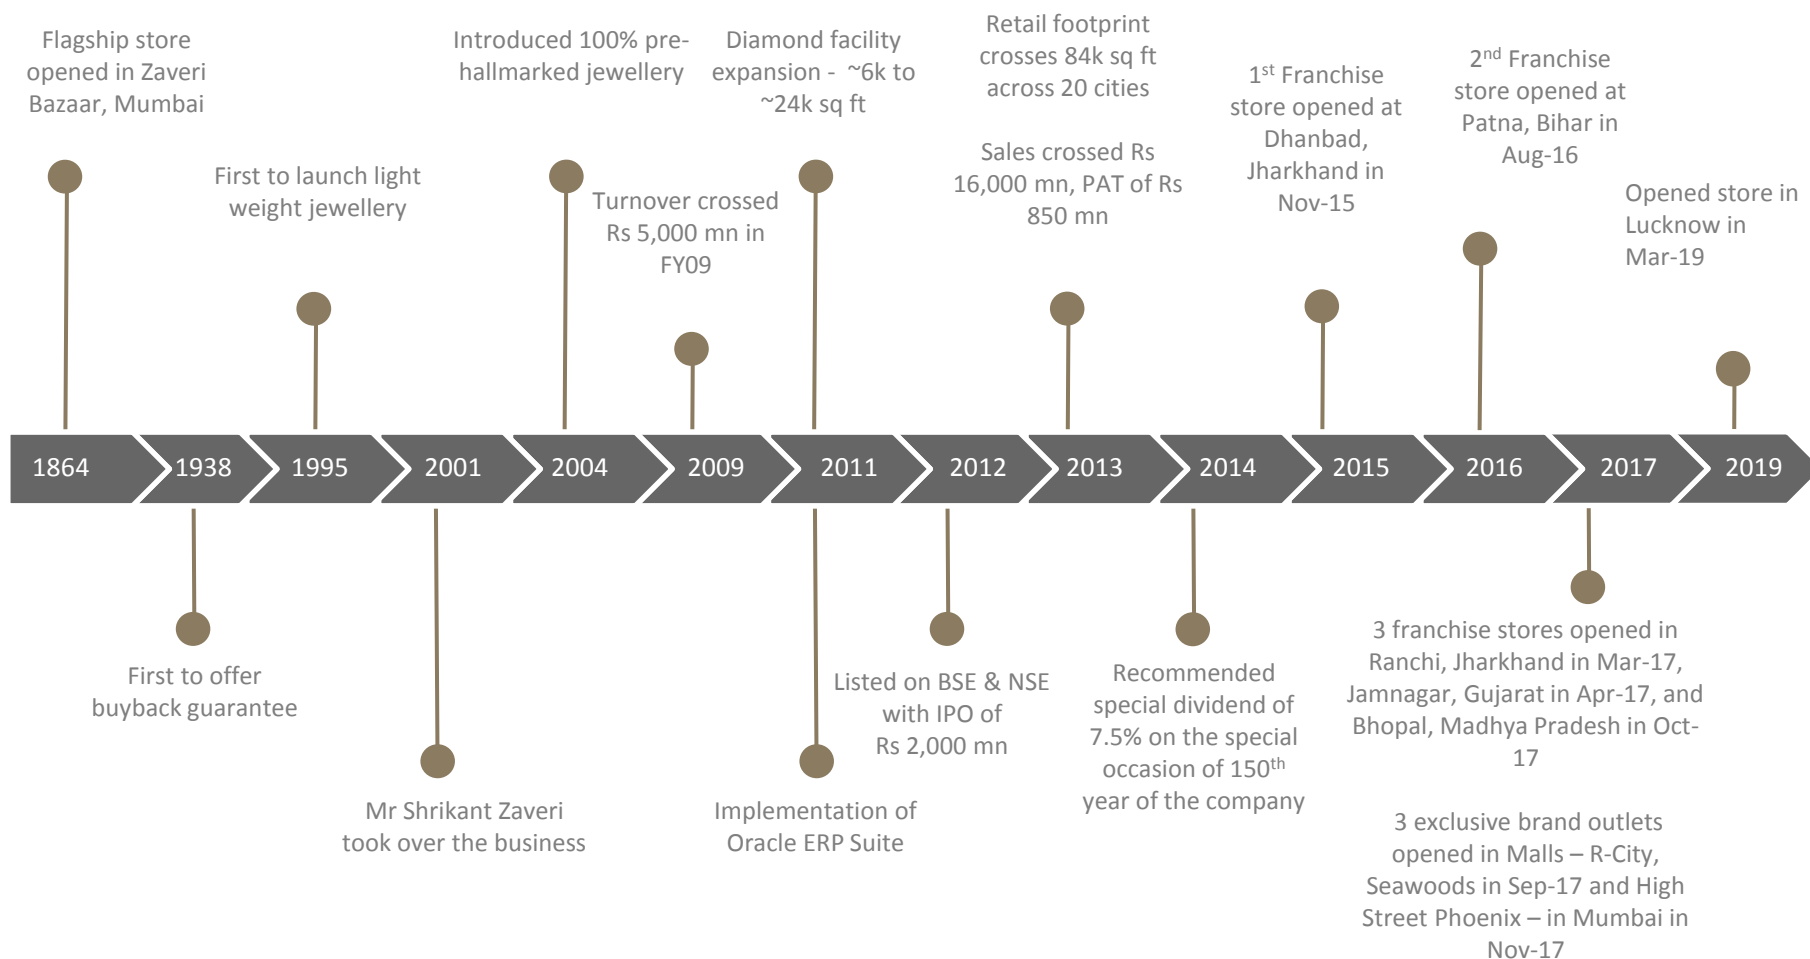 Flagship store
opened in Zaveri
Bazaar, Mumbai
First to launch light
weight jewellery
Introduced 100% pre-
hallmarked jewellery
Turnover crossed
Rs 5,000 mn in
FY09
Diamond facility
expansion - ~6k to
~24k sq ft
Retail footprint
crosses 84k sq ft
across 20 cities
Sales crossed Rs
16,000 mn, PAT of Rs
850 mn
1st Franchise
store opened at
Dhanbad,
Jharkhand in
Nov-15
2nd Franchise
store opened at
Patna, Bihar in
Aug-16
Opened store in
Lucknow in
Mar-19
1864 1938 1995 2001 2004 2009 2011 2012 2013 2014 2015 2016 2017 2019
First to offer
buyback guarantee
Mr Shrikant Zaveri
took over the business
Implementation of
Oracle ERP Suite
Listed on BSE & NSE
with IPO of
Rs 2,000 mn
Recommended
special dividend of
7.5% on the special
occasion of 150th
year of the company
3 franchise stores opened in
Ranchi, Jharkhand in Mar-17,
Jamnagar, Gujarat in Apr-17, and
Bhopal, Madhya Pradesh in Oct-
17
3 exclusive brand outlets
opened in Malls – R-City,
Seawoods in Sep-17 and High
Street Phoenix – in Mumbai in
Nov-17